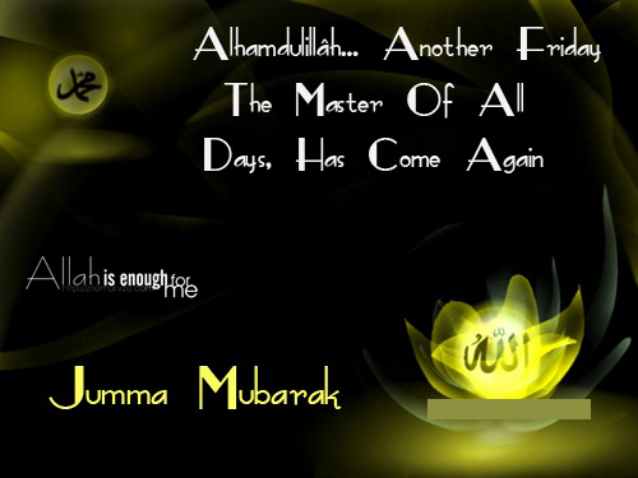 Alhamdulillâh... Another Friday
The Master Of All
Days, Has Come Again
محمد
Allah is enough for me
Jumma Mubarak
الله